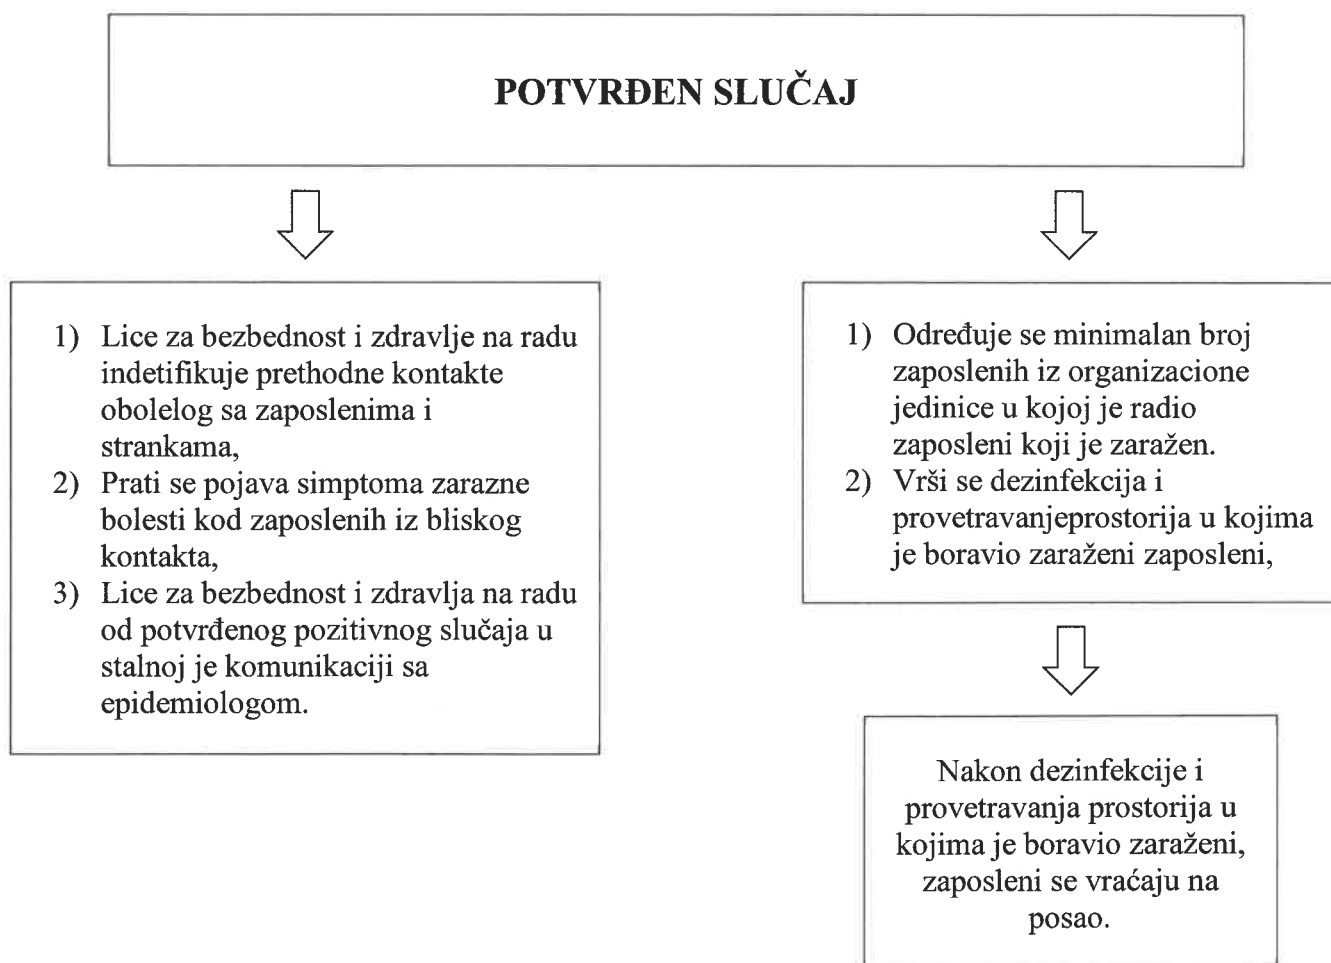 POTVRĐEN SLUČAJ
1) Lice za bezbednost i zdravlje na radu
indetifikuje prethodne kontakte
obolelog sa zaposlenima i
strankama,
2) Prati se pojava simptoma zarazne
bolesti kod zaposlenih iz bliskog
kontakta,
3) Lice za bezbednost i zdravlja na radu
od potvrđenog pozitivnog slučaja u
stalnoj je komunikaciji sa
epidemiologom.
1) Određuje se minimalan broj
zaposlenih iz organizacione
jedinice u kojoj je radio
zaposleni koji je zaražen.
2) Vrši se dezinfekcija i
provetravanjeprostorija u kojima
je boravio zaraženi zaposleni,
Nakon dezinfekcije i
provetravanja prostorija u
kojima je boravio zaraženi,
zaposleni se vraćaju na
posao.